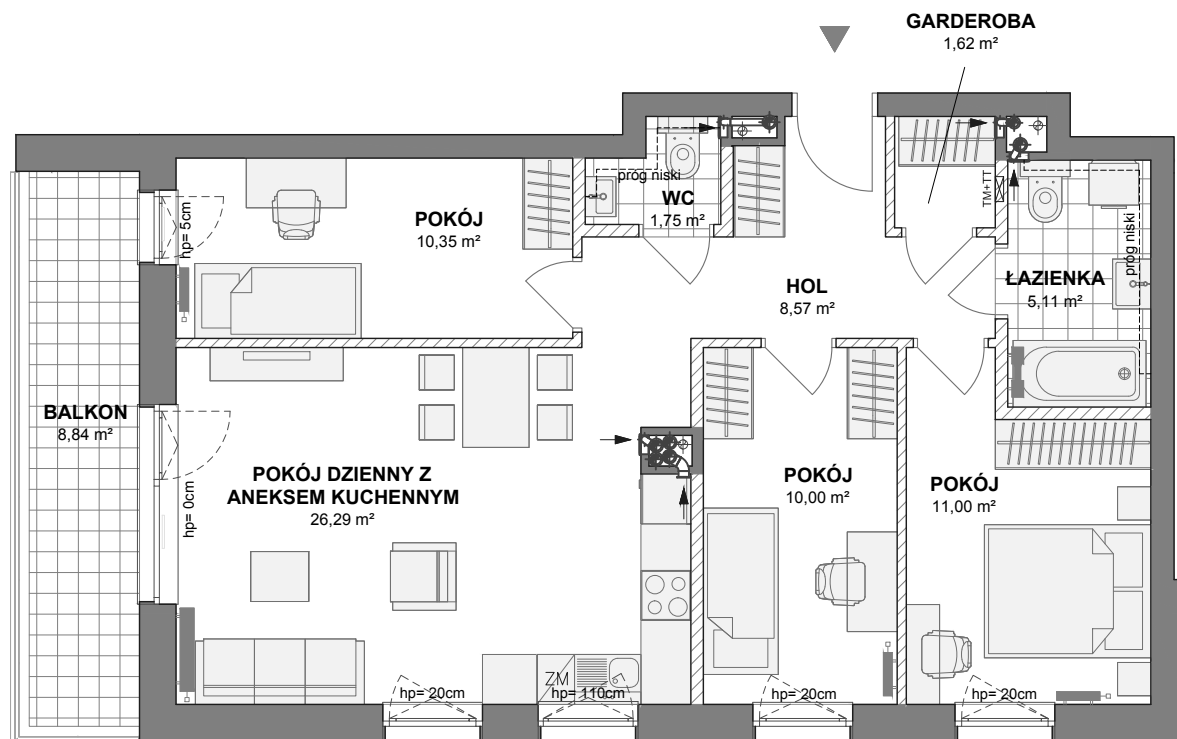 GARDEROBA
1,62 m²
próg niski
WC
1,75 m²
TM+TT
próg niski
POKÓJ
10,35 m²
hp= 5cm
HOL
8,57 m²
ŁAZIENKA
5,11 m²
BALKON
8,84 m²
hp= 0cm
POKÓJ DZIENNY Z
ANEKSEM KUCHENNYM
26,29 m²
POKÓJ
10,00 m²
POKÓJ
11,00 m²
ZM
hp= 20cm
hp= 110cm
hp= 20cm
hp= 20cm